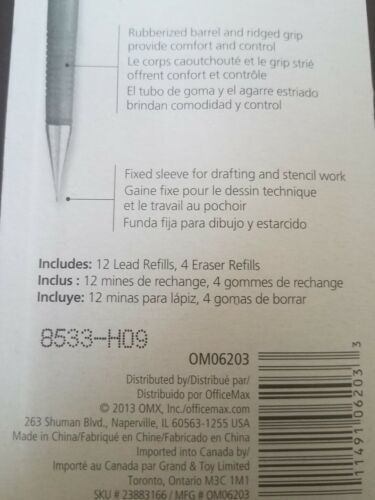 Rubberized barrel and ridged grip
provide comfort and control
Le corps caoutchouté et le grip strié
offrent confort et contrôle
El tubo de goma y el agarre estriado
brindan comodidad y control
Fixed sleeve for drafting and stencil work
Gaine fixe pour le dessin technique
et le travail au pochoir
Funda fija para dibujo y estarcido
Includes: 12 Lead Refills, 4 Eraser Refills
Inclus : 12 mines de rechange, 4 gommes de rechange
Incluye: 12 minas para lápiz, 4 gomas de borrar
8533-H09
OM06203
Distributed by/Distribué par/
Distribuido por OfficeMax
© 2013 OMX, Inc./officemax.com
263 Shuman Blvd., Naperville, IL 60563-1255 USA
Made in China/Fabriqué en Chine/Fabricado en China
Imported into Canada by/
Importé au Canada par Grand & Toy Limited
Toronto, Ontario M3C 1M1
SKU # 23883166 / MFG # OM06203
11491 06203 3